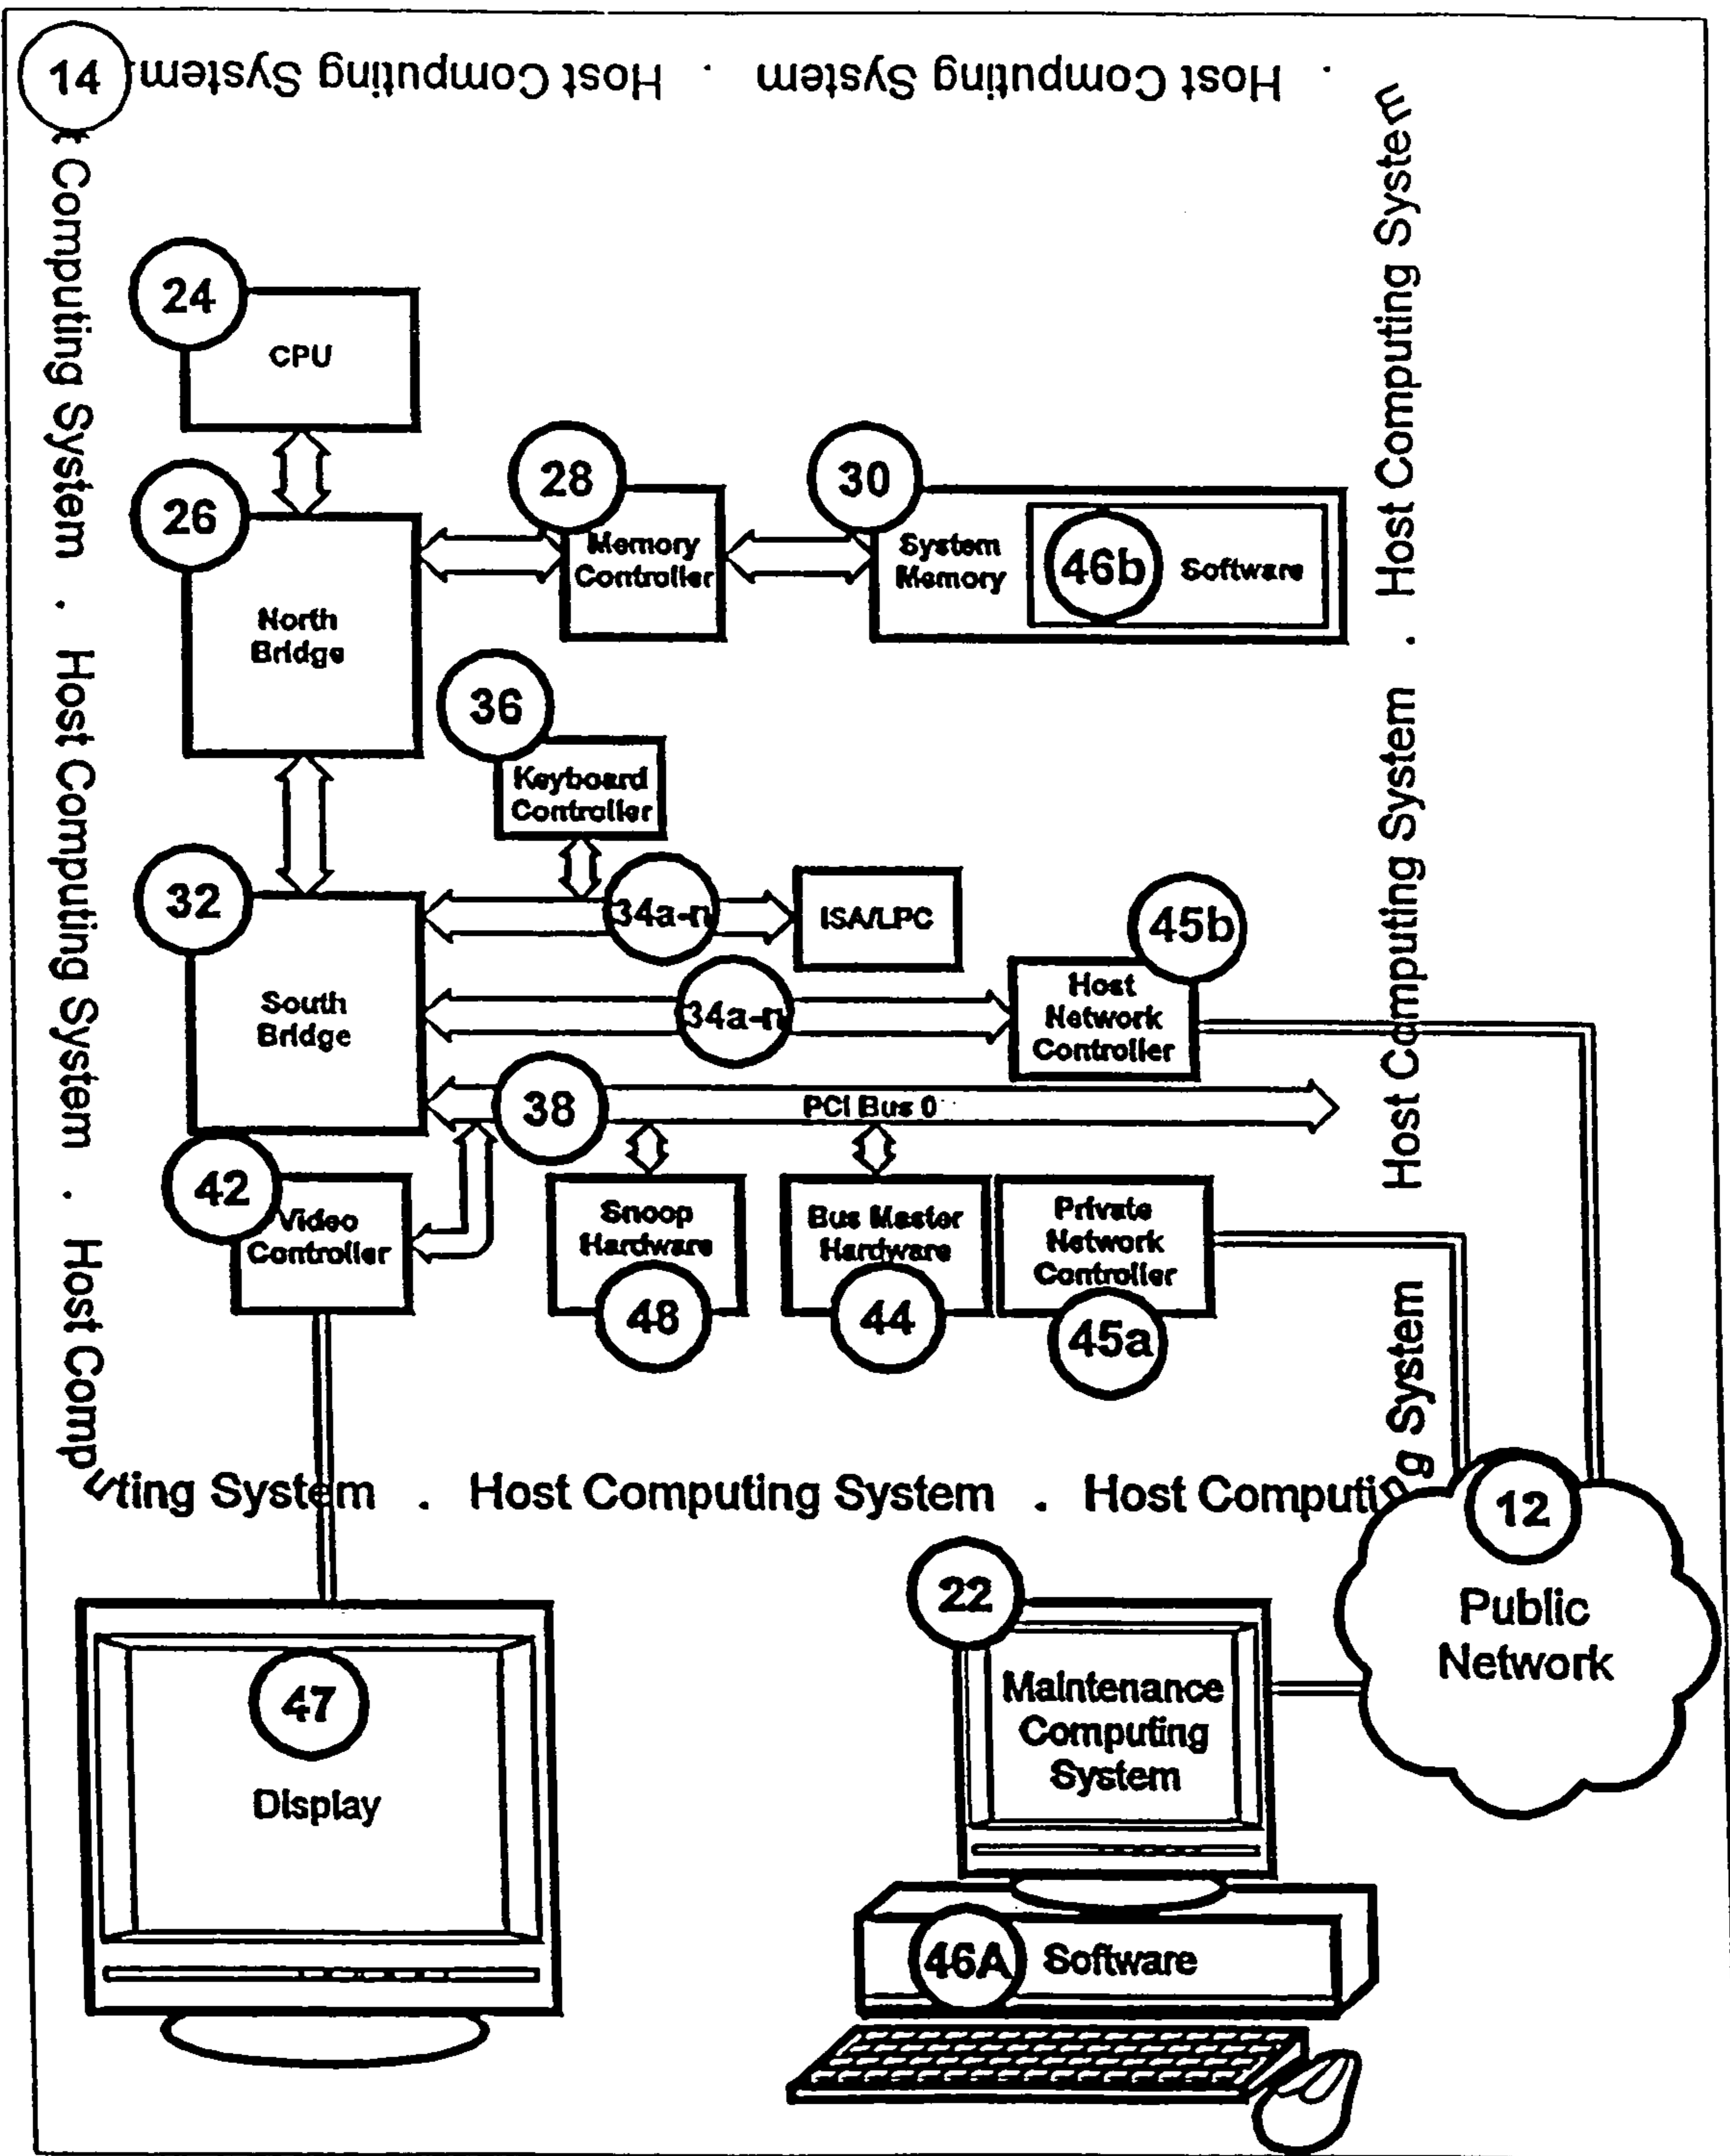 14
Host Computing System . Host Computing System .
t Computing System . Host Computing System . Host Computing System . Host Computing System . Host Computing System
24
CPU
26
North
Bridge
28
Memory
Controller
30
System
Memory
46b
Software
36
Keyboard
Controller
32
South
Bridge
34a-n
ISA/LPC
34a-n
45b
Host
Network
Controller
38
PCI Bus 0
42
Video
Controller
Snoop
Hardware
48
Bus Master
Hardware
44
Private
Network
Controller
45a
Host Computing System . Host Computing System
12
Public
Network
22
Maintenance
Computing
System
47
Display
46A
Software